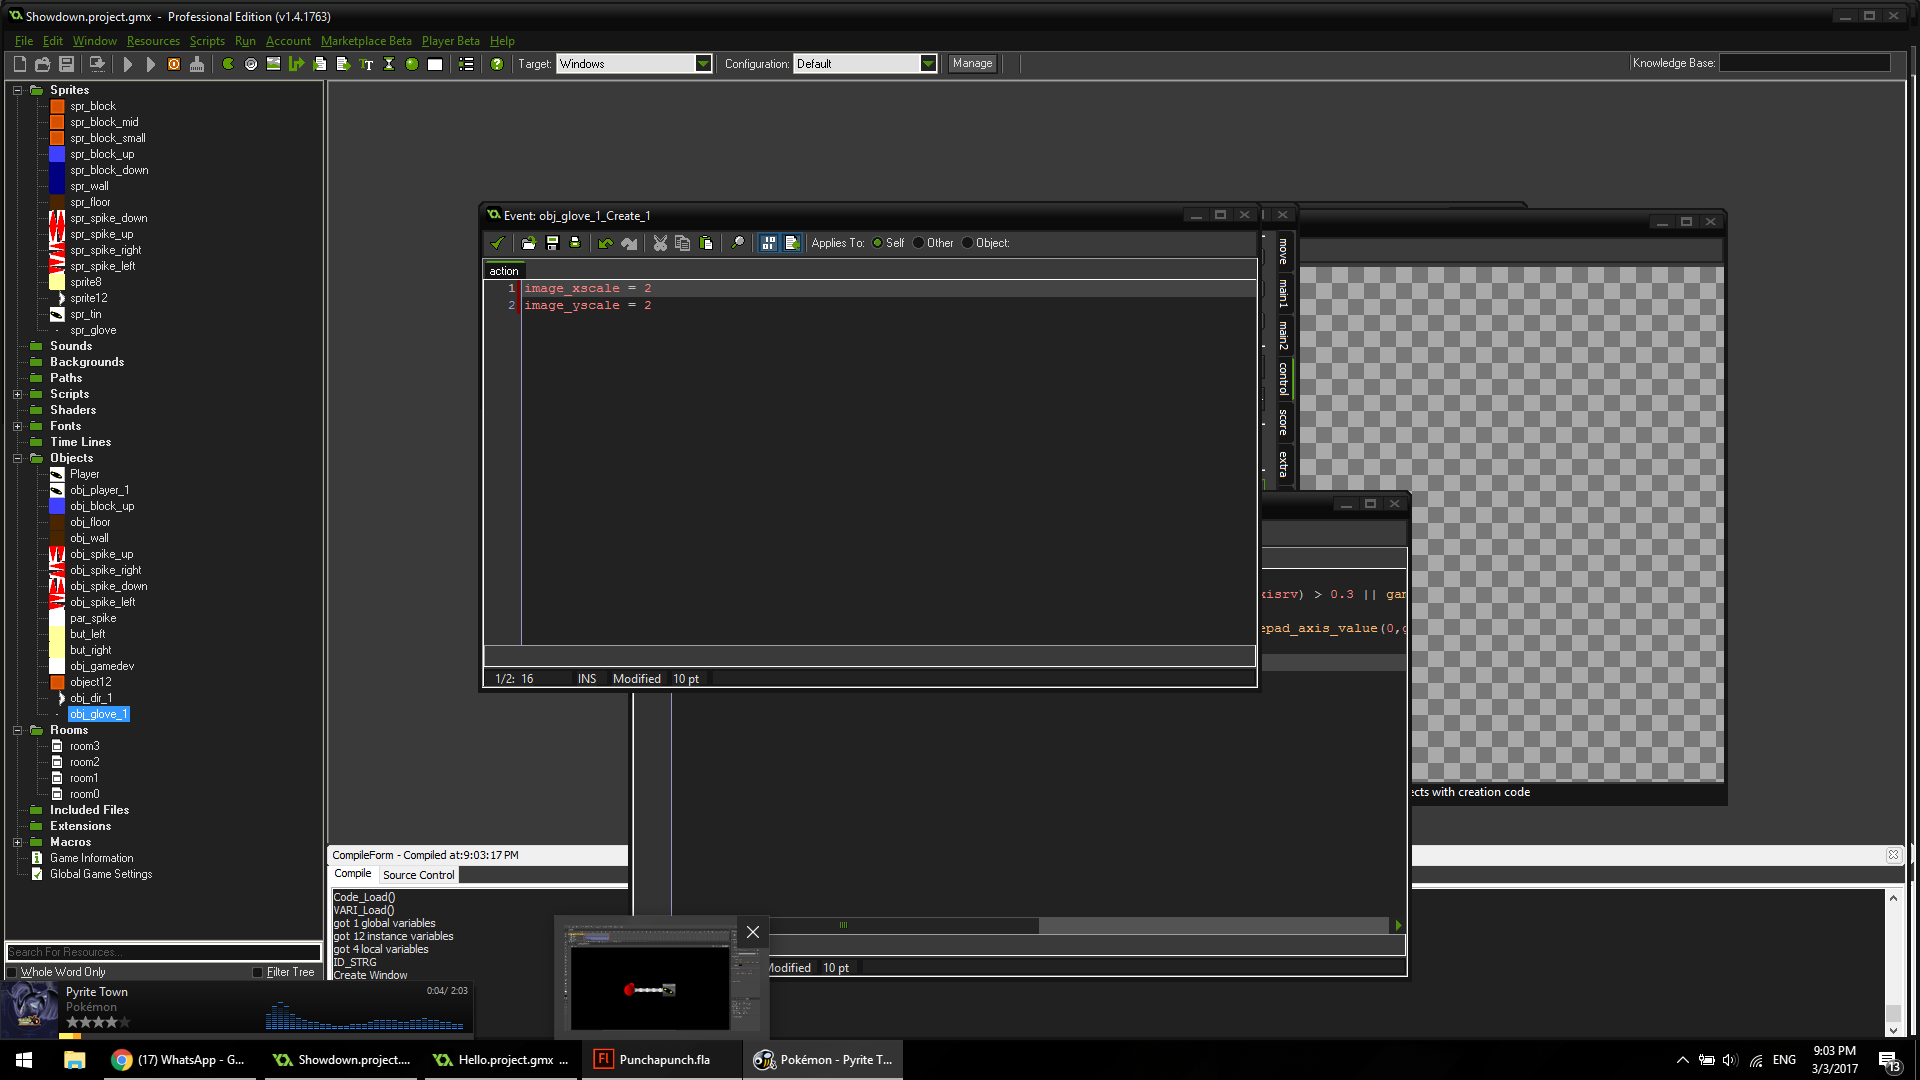 Showdown.project.gmx - Professional Edition (v1.4.1763)
File Edit Window Resources Scripts Run Account Marketplace Beta Player Beta Help
Target: Windows Configuration: Default Manage Knowledge Base:
Sprites
spr_block
spr_block_mid
spr_block_small
spr_block_up
spr_block_down
spr_wall
spr_floor
spr_spike_down
spr_spike_up
spr_spike_right
spr_spike_left
sprite8
sprite12
spr_tin
spr_glove
Sounds
Backgrounds
Paths
Scripts
Shaders
Fonts
Time Lines
Objects
Player
obj_player_1
obj_block_up
obj_floor
obj_wall
obj_spike_up
obj_spike_right
obj_spike_down
obj_spike_left
par_spike
but_left
but_right
obj_gamedev
object12
obj_dir_1
obj_glove_1
Rooms
room3
room2
room1
room0
Included Files
Extensions
Macros
Game Information
Global Game Settings
Search For Resources...
Whole Word Only Filter Tree
Event: obj_glove_1_Create_1
Applies To: Self Other Object:
action
1 image_xscale = 2
2 image_yscale = 2
1/2: 16 INS Modified 10 pt
move
main1
main2
control
score
extra
xisrv) > 0.3 || gam
epad_axis_value(0,g
ects with creation code
Modified 10 pt
CompileForm - Compiled at:9:03:17 PM
Compile Source Control
Code_Load()
VARI_Load()
got 1 global variables
got 12 instance variables
got 4 local variables
ID_STRG
Create Window
Pyrite Town 0:04/ 2:03
Pokémon
(17) WhatsApp - G...
Showdown.project....
Hello.project.gmx ...
Punchapunch.fla
Pokémon - Pyrite T...
ENG
9:03 PM
3/3/2017
13